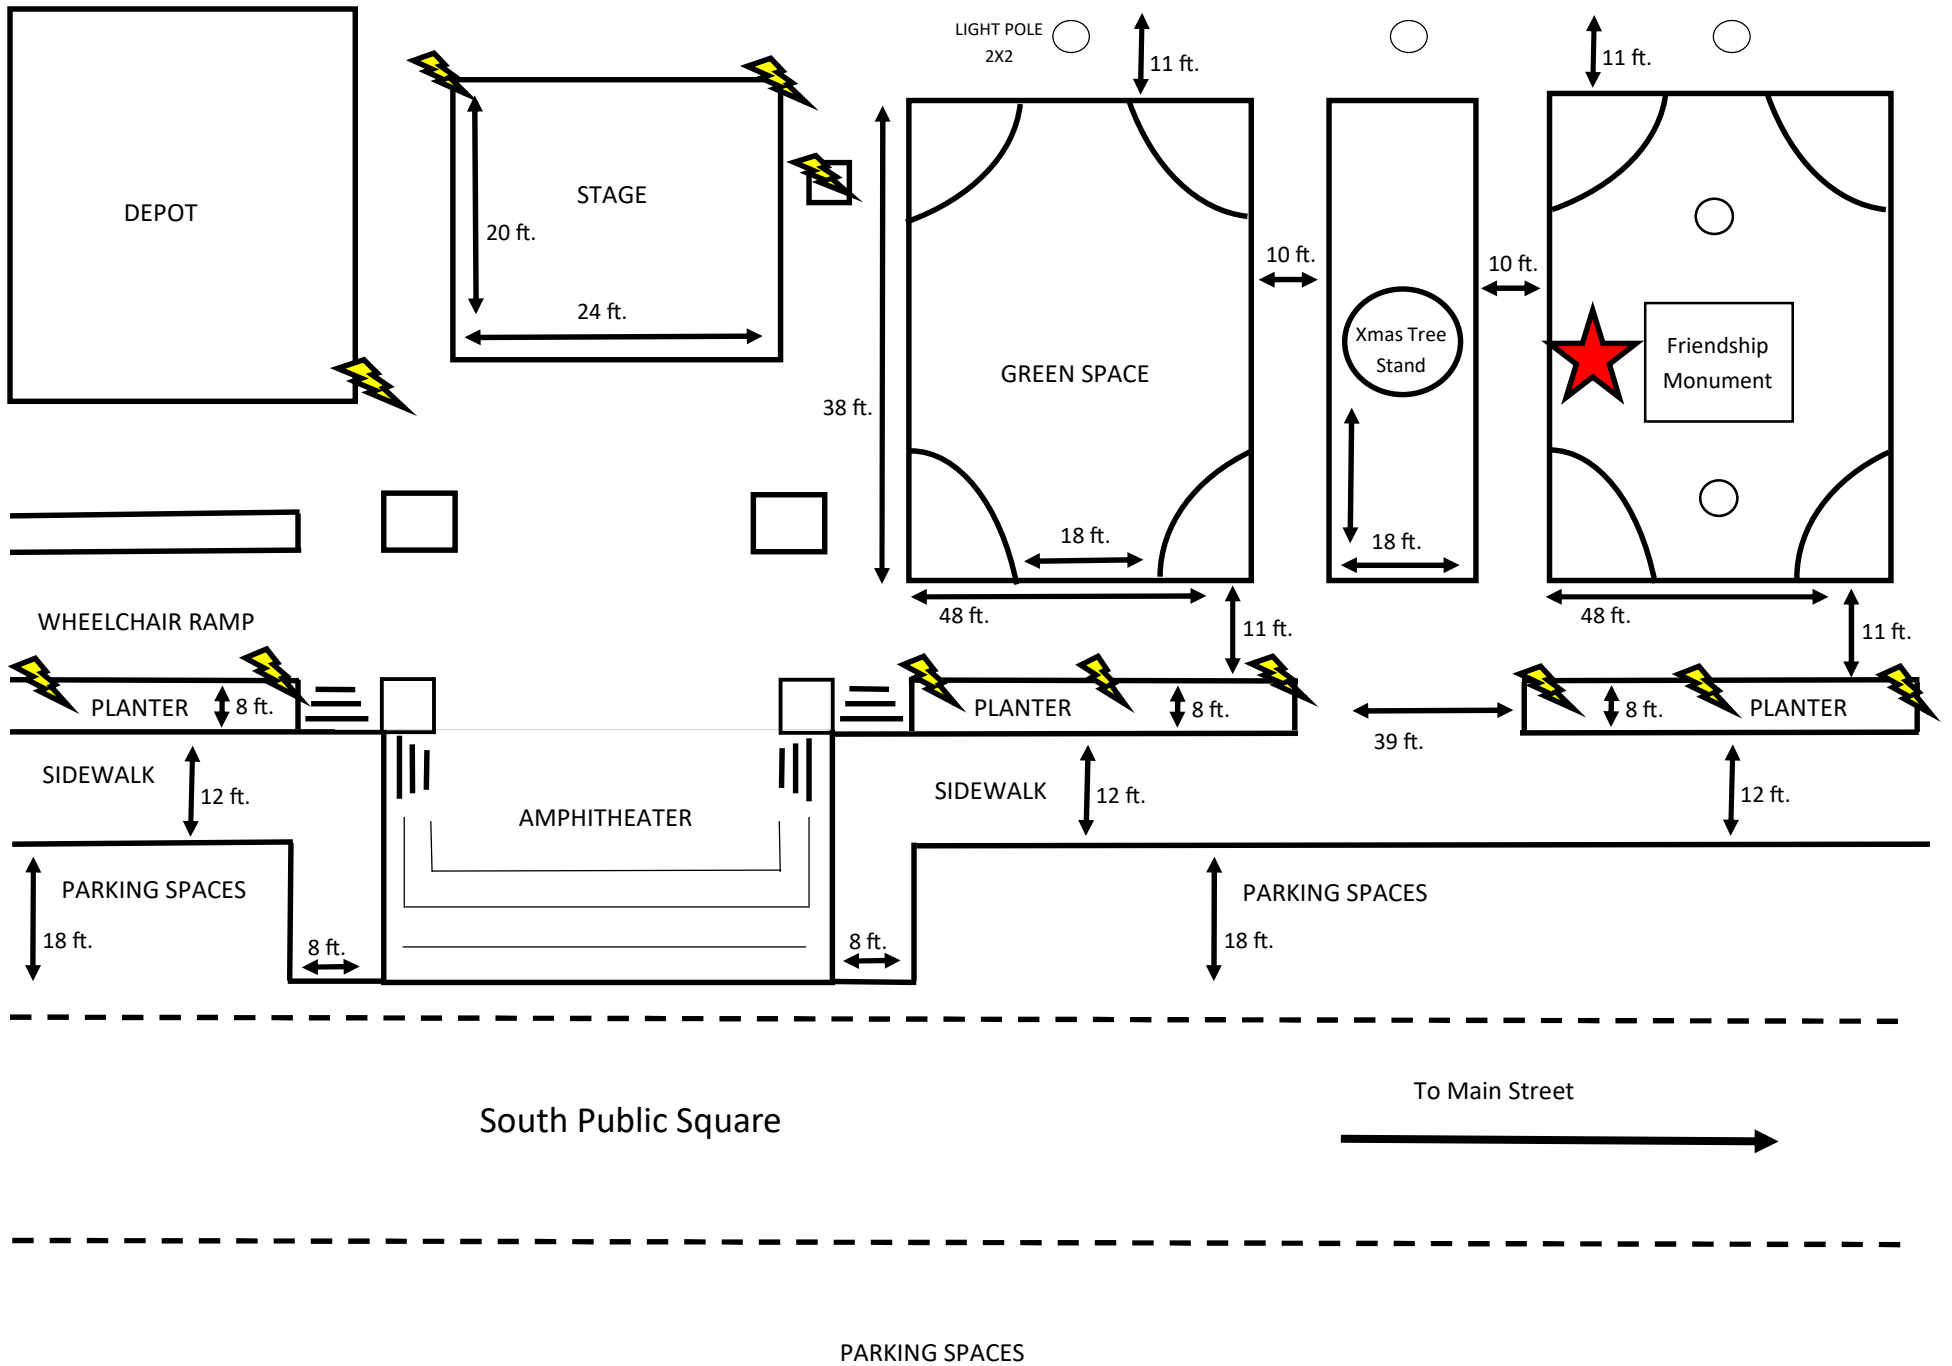 LIGHT POLE
2X2
11 ft.
11 ft.
DEPOT
STAGE
20 ft.
24 ft.
10 ft.
10 ft.
Xmas Tree
Stand
Friendship
Monument
GREEN SPACE
38 ft.
18 ft.
18 ft.
48 ft.
11 ft.
48 ft.
11 ft.
WHEELCHAIR RAMP
PLANTER
8 ft.
PLANTER
8 ft.
39 ft.
8 ft.
PLANTER
SIDEWALK
12 ft.
AMPHITHEATER
SIDEWALK
12 ft.
12 ft.
PARKING SPACES
18 ft.
8 ft.
8 ft.
PARKING SPACES
18 ft.
South Public Square
To Main Street
PARKING SPACES